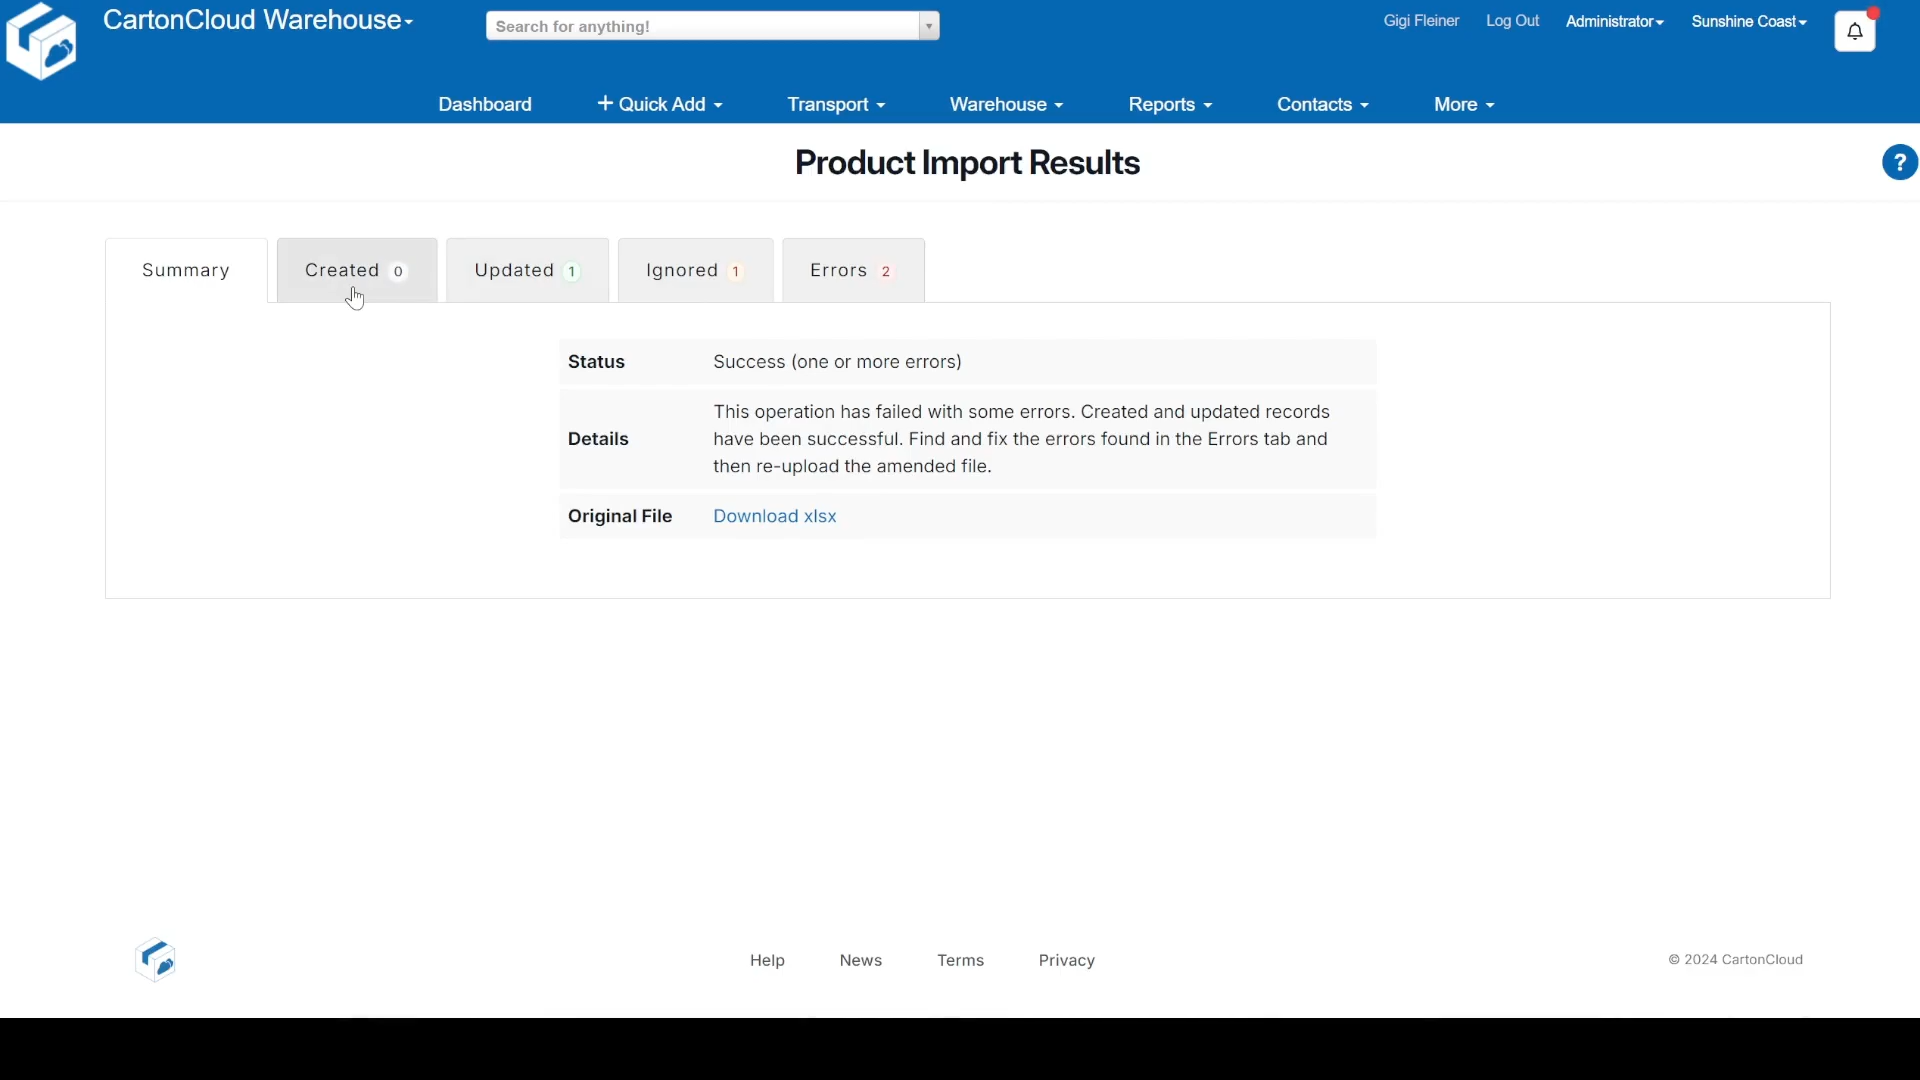 CartonCloud Warehouse
Search for anything!
Gigi Fleiner
Log Out
Administrator
Sunshine Coast
Dashboard
+ Quick Add
Transport
Warehouse
Reports
Contacts
More
Product Import Results
?
Summary
Created 0
Updated 1
Ignored 1
Errors 2
Status
Success (one or more errors)
Details
This operation has failed with some errors. Created and updated records
have been successful. Find and fix the errors found in the Errors tab and
then re-upload the amended file.
Original File
Download xlsx
Help
News
Terms
Privacy
© 2024 CartonCloud